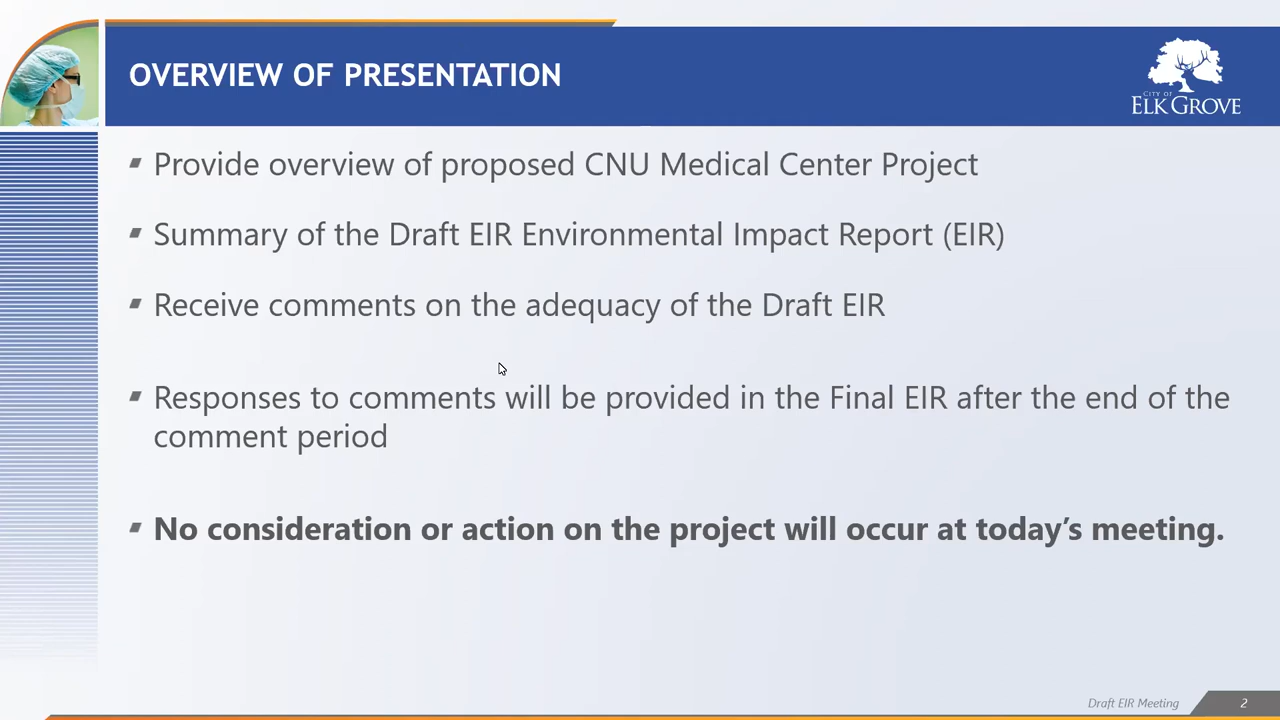 OVERVIEW OF PRESENTATION
CITY OF
ELK GROVE
Provide overview of proposed CNU Medical Center Project
Summary of the Draft EIR Environmental Impact Report (EIR)
Receive comments on the adequacy of the Draft EIR
Responses to comments will be provided in the Final EIR after the end of the
comment period
No consideration or action on the project will occur at today's meeting.
Draft EIR Meeting 2